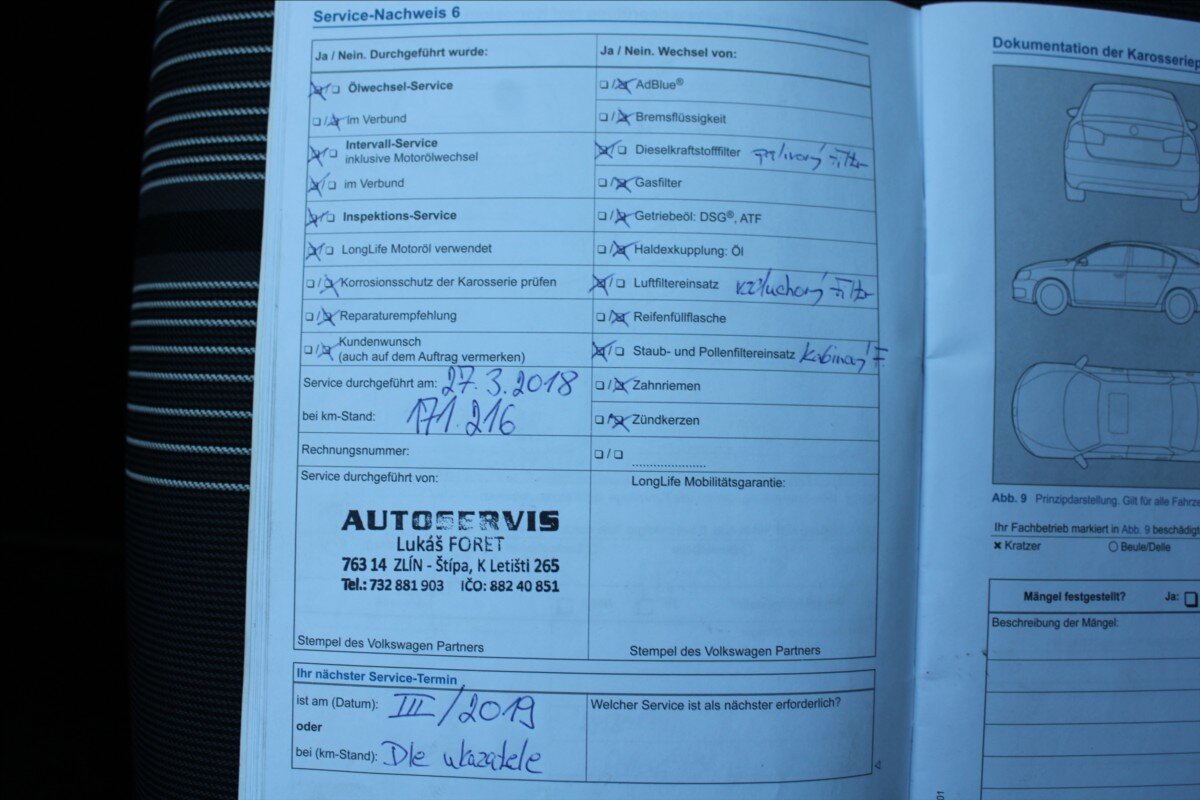 Service-Nachweis 6
Ja / Nein. Durchgeführt wurde:
Ölwechsel-Service
im Verbund
Intervall-Service
inklusive Motorölwechsel
im Verbund
Inspektions-Service
LongLife Motoröl verwendet
Korrosionsschutz der Karosserie prüfen
Reparaturempfehlung
Kundenwunsch
(auch auf dem Auftrag vermerken)
Service durchgeführt am: 27.3.2018
bei km-Stand: 171.216
Rechnungsnummer:
Service durchgeführt von:
AUTOSERVIS
Lukáš FORET
763 14 ZLÍN - Štípa, K Letišti 265
Tel.: 732 881 903 IČO: 882 40 851
Stempel des Volkswagen Partners
Ja / Nein. Wechsel von:
AdBlue®
Bremsflüssigkeit
Dieselkraftstofffilter palivový Filtr
Gasfilter
Getriebeöl: DSG®, ATF
Haldexkupplung: Öl
Luftfiltereinsatz vzduchový Filtr
Reifenfüllflasche
Staub- und Pollenfiltereinsatz kabinový F.
Zahnriemen
Zündkerzen
LongLife Mobilitätsgarantie:
Stempel des Volkswagen Partners
Ihr nächster Service-Termin
ist am (Datum): III/2019
oder
bei (km-Stand): Dle ukazatele
Welcher Service ist als nächster erforderlich?
Dokumentation der
Abb. 9 Prinzipdarstellung. Gilt für alle
Ihr Fachbetrieb markiert in Abb. 9
Kratzer
Beule/Delle
Mängel festgestellt? Ja:
Beschreibung der Mängel: